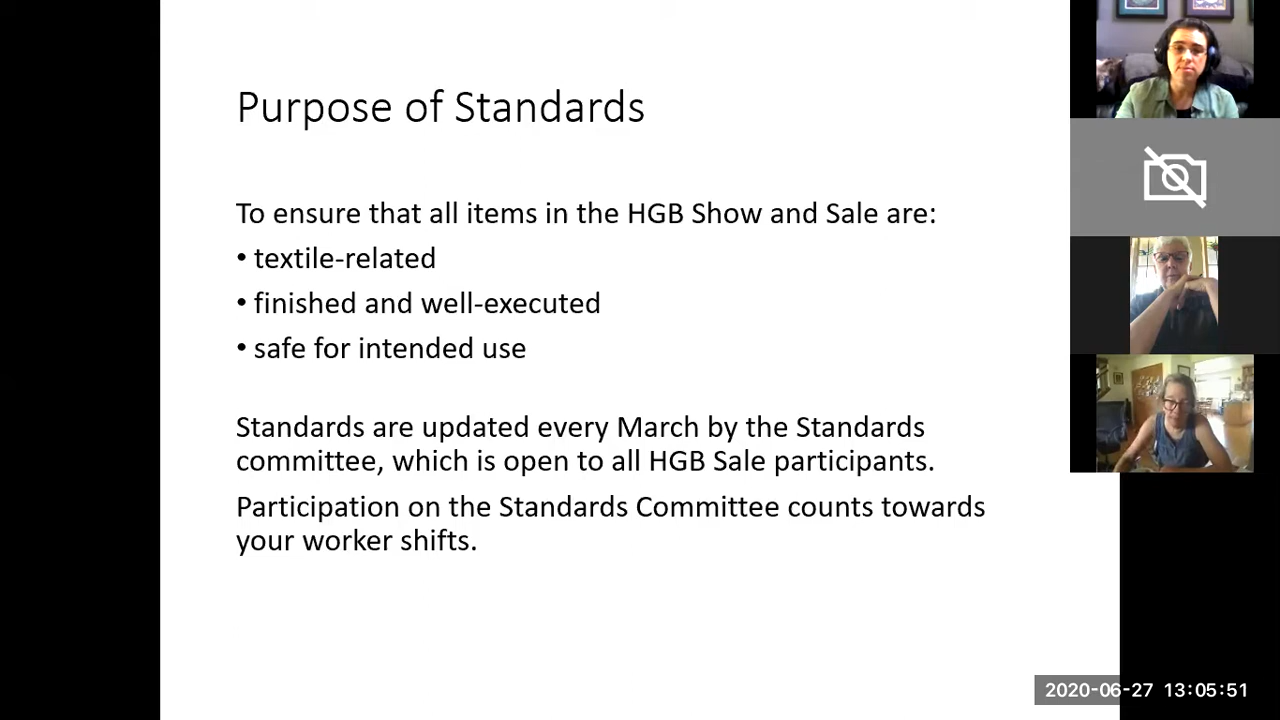 Purpose of Standards
To ensure that all items in the HGB Show and Sale are:
• textile-related
• finished and well-executed
• safe for intended use
Standards are updated every March by the Standards
committee, which is open to all HGB Sale participants.
Participation on the Standards Committee counts towards
your worker shifts.
2020-06-27 13:05:51